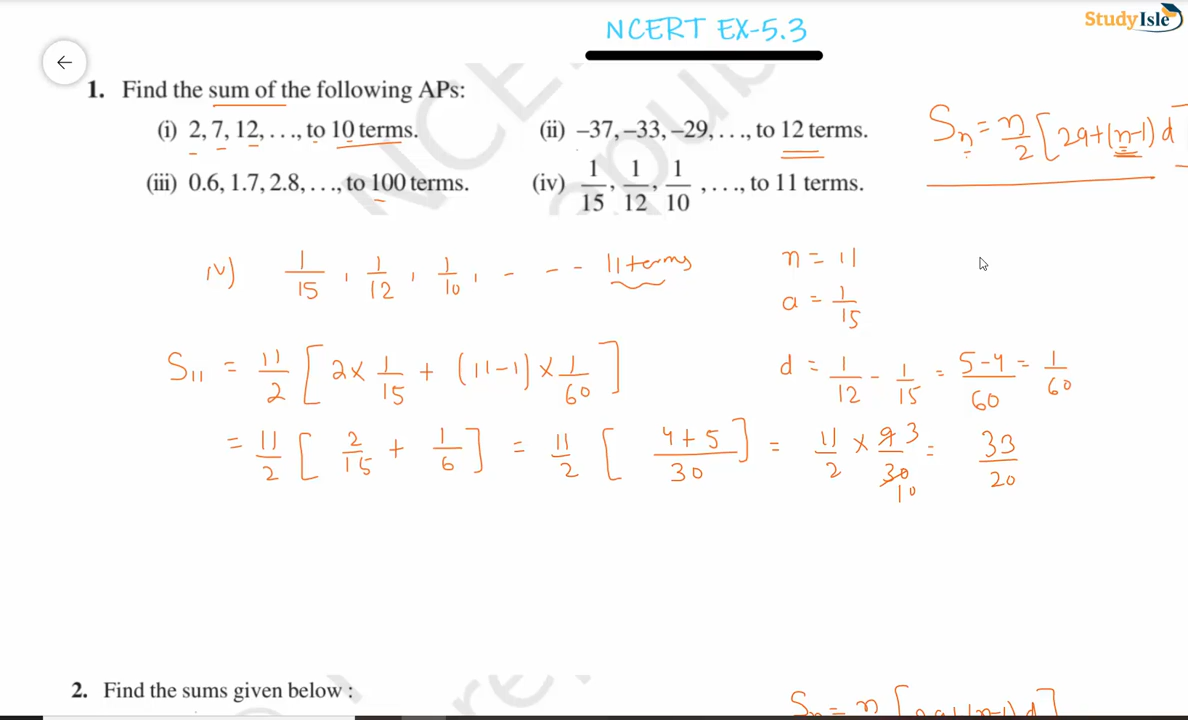 NCERT EX-5.3
StudyIsle
1. Find the sum of the following APs:
(i) 2, 7, 12, . . ., to 10 terms.
(ii) –37, –33, –29, . . ., to 12 terms.
Sn = n/2 [2a+(n-1)d
(iii) 0.6, 1.7, 2.8, . . ., to 100 terms.
(iv) 1/15, 1/12, 1/10, . . ., to 11 terms.
iv) 1/15, 1/12, 1/10, - - - 11 terms
n = 11
a = 1/15
S11 = 11/2 [2× 1/15 + (11-1) × 1/60]
d = 1/12 - 1/15 = 5-4/60 = 1/60
= 11/2 [2/15 + 1/6] = 11/2 [4+5/30] = 11/2 × 9 3/30 10 = 33/20
2. Find the sums given below :
Sn = n [2a+(n-1)d]